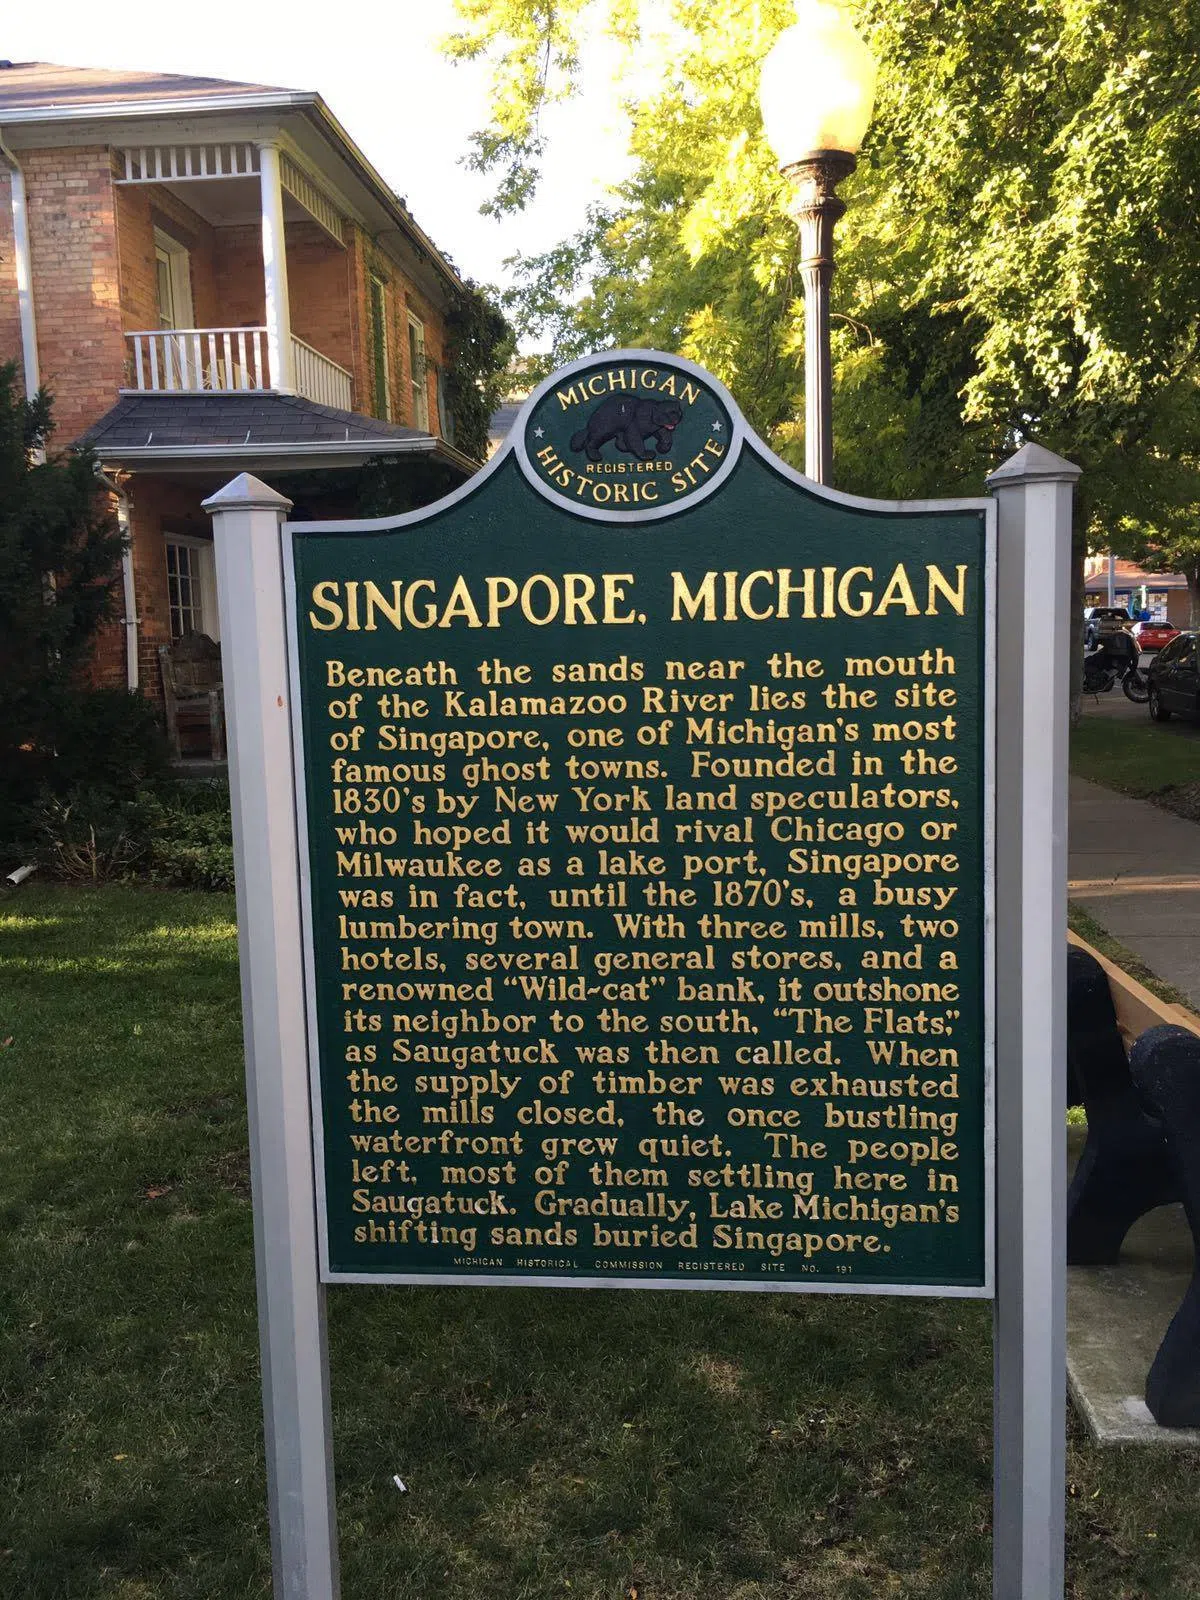 MICHIGAN
REGISTERED
HISTORIC SITE
SINGAPORE, MICHIGAN
Beneath the sands near the mouth
of the Kalamazoo River lies the site
of Singapore, one of Michigan's most
famous ghost towns. Founded in the
1830's by New York land speculators,
who hoped it would rival Chicago or
Milwaukee as a lake port, Singapore
was in fact, until the 1870's, a busy
lumbering town. With three mills, two
hotels, several general stores, and a
renowned "Wild-cat" bank, it outshone
its neighbor to the south, "The Flats,"
as Saugatuck was then called. When
the supply of timber was exhausted
the mills closed, the once bustling
waterfront grew quiet. The people
left, most of them settling here in
Saugatuck. Gradually, Lake Michigan's
shifting sands buried Singapore.
MICHIGAN HISTORICAL COMMISSION REGISTERED SITE NO. 191